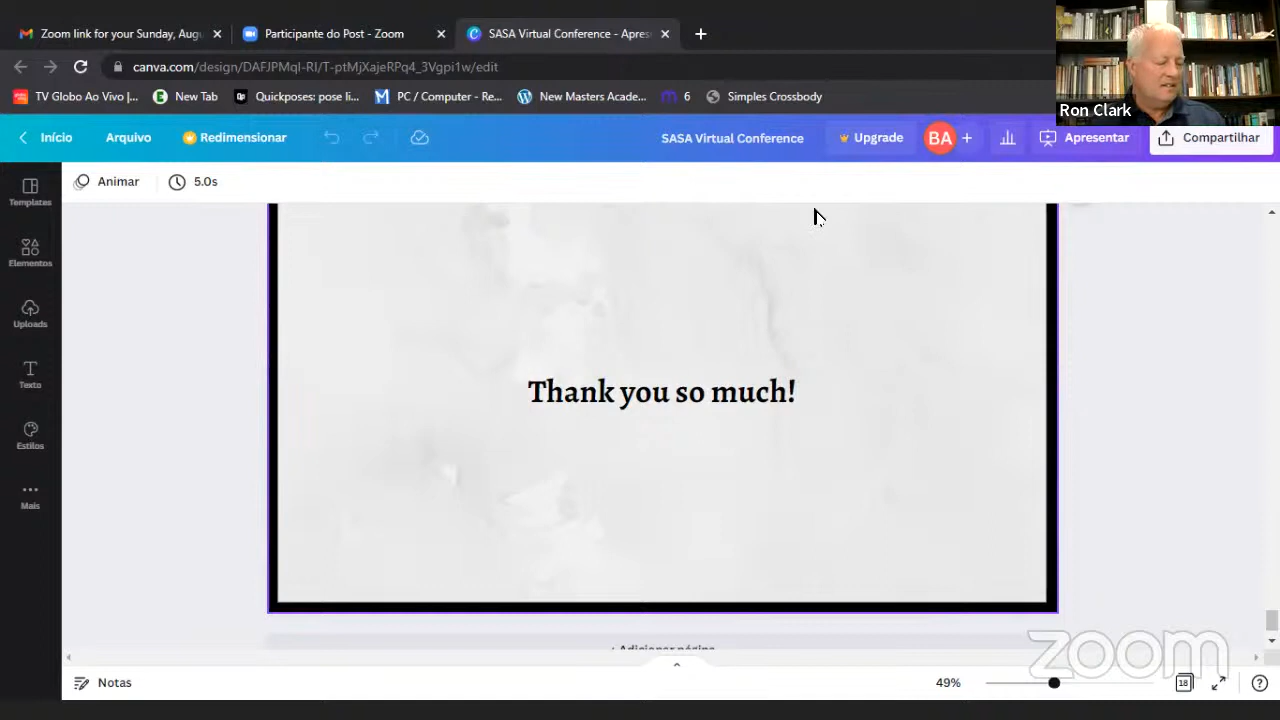 Zoom link for your Sunday, Augu
Participante do Post - Zoom
SASA Virtual Conference - Apres
canva.com/design/DAFJPMqI-RI/T-ptMjXajeRPq4_3Vgpi1w/edit
TV Globo Ao Vivo |...
New Tab
Quickposes: pose li...
PC / Computer - Re...
New Masters Acade...
6
Simples Crossbody
Ron Clark
Início
Arquivo
Redimensionar
SASA Virtual Conference
Upgrade
BA
Apresentar
Compartilhar
Animar
5.0s
Templates
Elementos
Uploads
Texto
Estilos
Mais
Thank you so much!
+ Adicionar página
zoom
Notas
49%
18